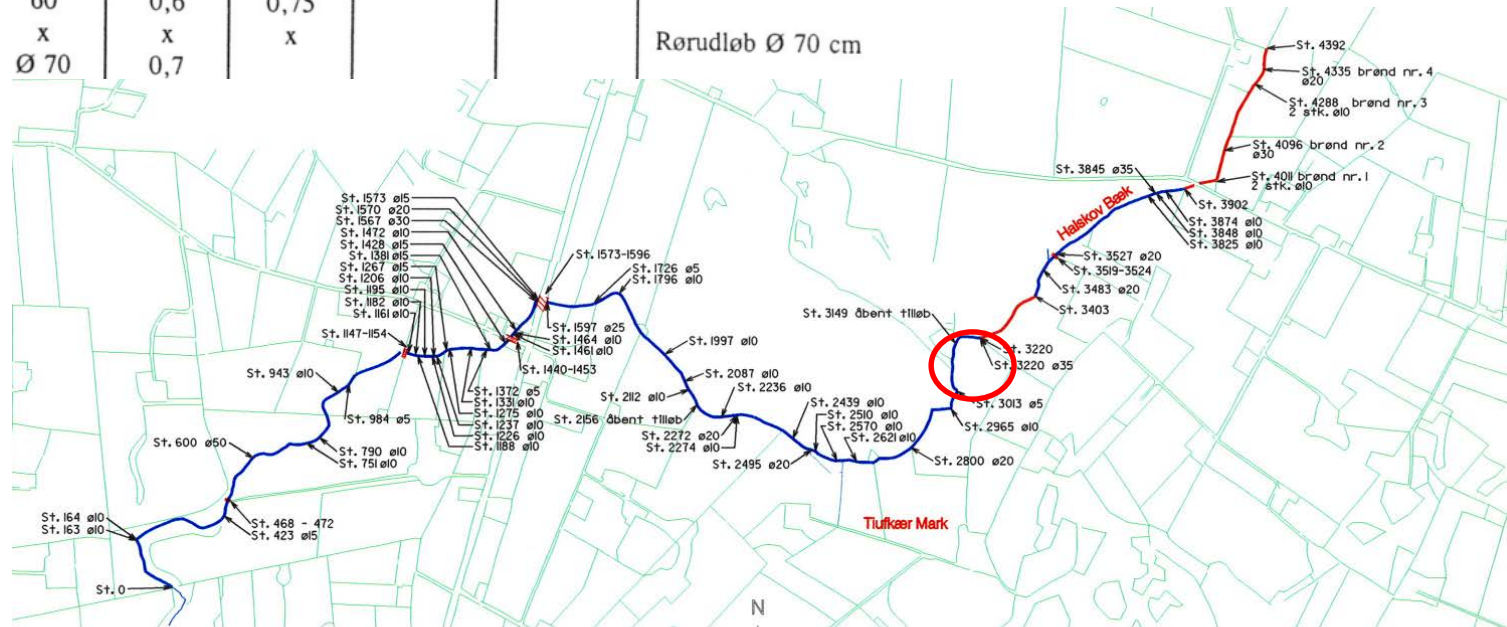 60
0,6
0,75
x
x
x
Rørudløb Ø 70 cm
Ø 70
0,7
St. 4392
St. 4335 brønd nr. 4
ø20
St. 4288 brønd nr. 3
2 stk. ø10
St. 4096 brønd nr. 2
ø30
St. 4011 brønd nr. 1
2 stk. ø10
St. 3845 ø35
St. 3902
St. 3874 ø10
St. 3848 ø10
St. 3825 ø10
Halskov Bæk
St. 3527 ø20
St. 3519-3524
St. 3483 ø20
St. 3403
St. 3149 åbent tilløb
St. 3220
St. 3220 ø35
St. 3013 ø5
St. 2965 ø10
St. 2800 ø20
St. 1573 ø15
St. 1570 ø20
St. 1567 ø30
St. 1472 ø10
St. 1428 ø15
St. 1381 ø15
St. 1267 ø15
St. 1206 ø10
St. 1195 ø10
St. 1182 ø10
St. 1161 ø10
St. 1147-1154
St. 1573-1596
St. 1726 ø5
St. 1796 ø10
St. 1597 ø25
St. 1464 ø10
St. 1461 ø10
St. 1440-1453
St. 1997 ø10
St. 2087 ø10
St. 2236 ø10
St. 2112 ø10
St. 2156 åbent tilløb
St. 2272 ø20
St. 2274 ø10
St. 2495 ø20
St. 2439 ø10
St. 2510 ø10
St. 2570 ø10
St. 2621 ø10
St. 943 ø10
St. 984 ø5
St. 1372 ø5
St. 1331 ø10
St. 1275 ø10
St. 1237 ø10
St. 1226 ø10
St. 1188 ø10
St. 600 ø50
St. 790 ø10
St. 751 ø10
St. 164 ø10
St. 163 ø10
St. 468 - 472
St. 423 ø15
St. 0
Tiufkær Mark
N